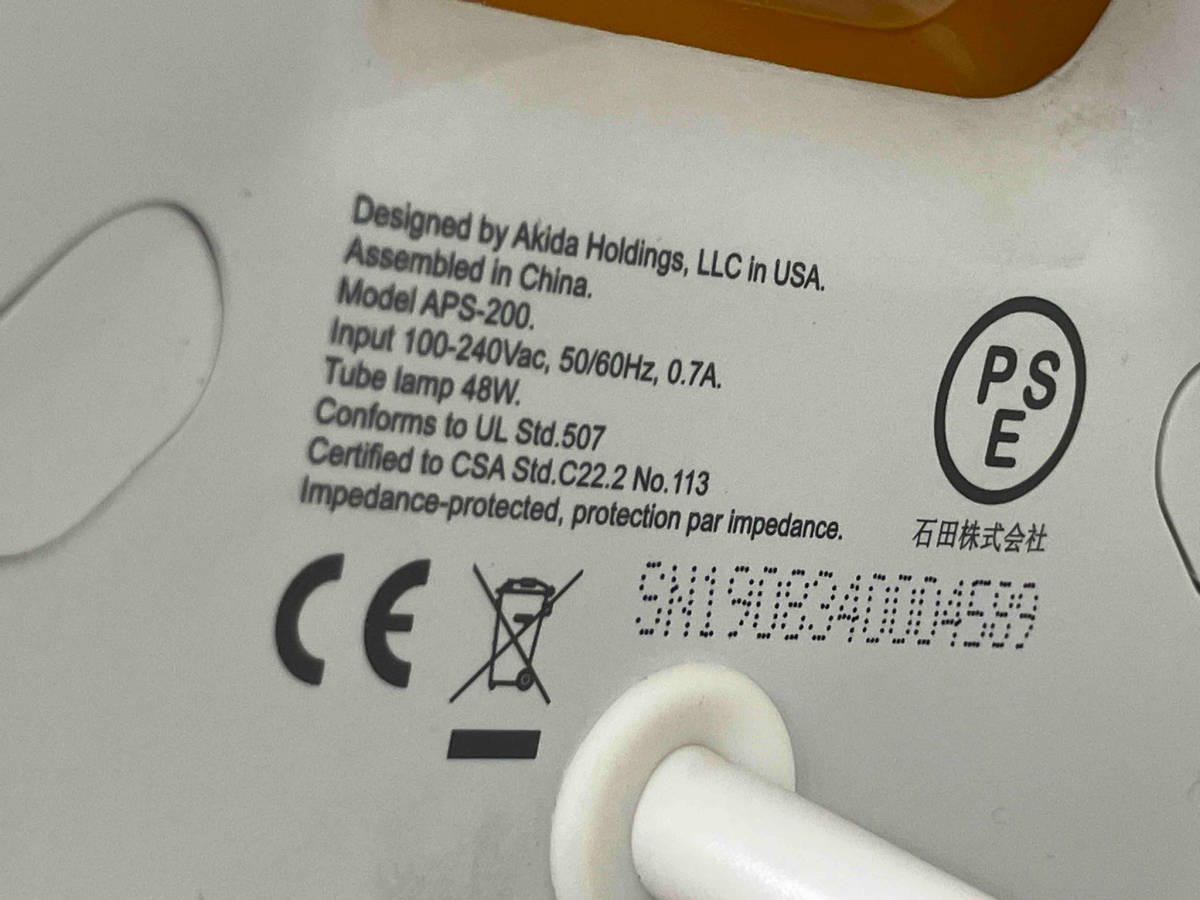 Designed by Akida Holdings, LLC in USA.
Assembled in China.
Model APS-200.
Input 100-240Vac, 50/60Hz, 0.7A.
Tube lamp 48W.
Conforms to UL Std.507
Certified to CSA Std.C22.2 No.113
Impedance-protected, protection par impedance.
PS
E
石田株式会社
CE
SN190834000A589